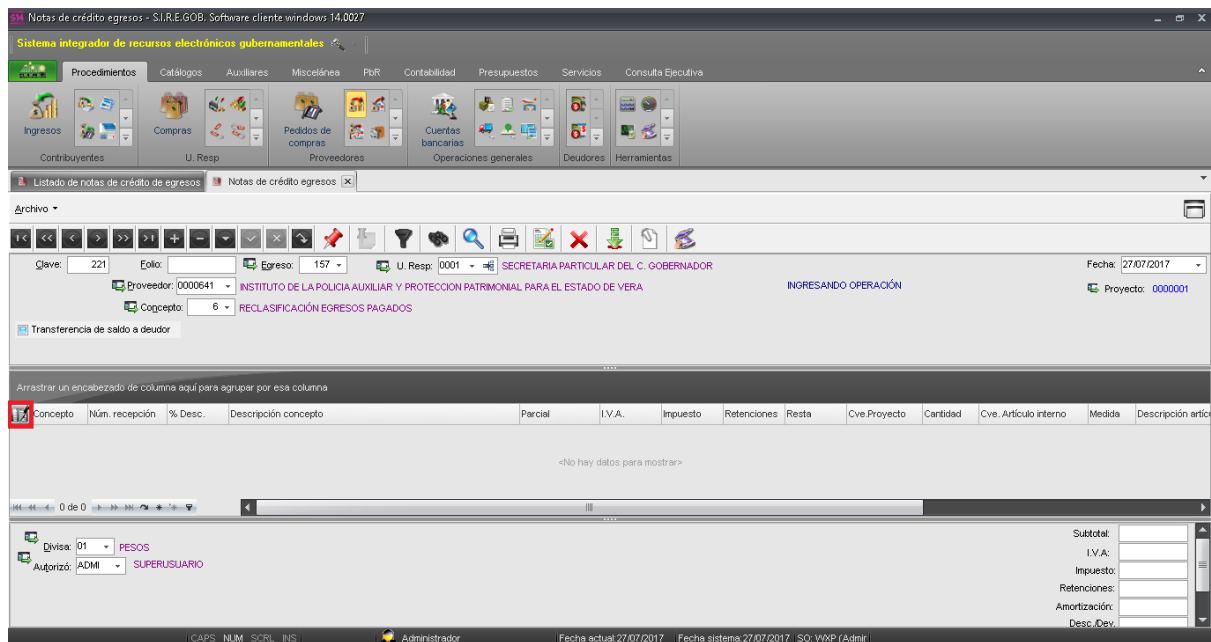 Notas de crédito egresos - S.I.R.E.GOB. Software cliente windows 14.0027
Sistema integrador de recursos electrónicos gubernamentales
Procedimientos Catálogos Auxiliares Miscelánea PbR Contabilidad Presupuestos Servicios Consulta Ejecutiva
Ingresos Compras Pedidos de compras Cuentas bancarias
Contribuyentes U. Resp Proveedores Operaciones generales Deudores Herramientas
Listado de notas de crédito de egresos Notas de crédito egresos
Archivo
Clave: 221 Folio: Egreso: 157 U. Resp: 0001 SECRETARIA PARTICULAR DEL C. GOBERNADOR Fecha: 27/07/2017
Proveedor: 0000641 INSTITUTO DE LA POLICIA AUXILIAR Y PROTECCION PATRIMONIAL PARA EL ESTADO DE VERA INGRESANDO OPERACIÓN Proyecto: 0000001
Concepto: 6 RECLASIFICACIÓN EGRESOS PAGADOS
Transferencia de saldo a deudor
Arrastrar un encabezado de columna aquí para agrupar por esa columna
Concepto Núm. recepción % Desc. Descripción concepto Parcial I.V.A. Impuesto Retenciones Resta Cve.Proyecto Cantidad Cve. Artículo interno Medida Descripción artíc
<No hay datos para mostrar>
0 de 0
Divisa: 01 PESOS
Autorizó: ADMI SUPERUSUARIO
Subtotal:
I.V.A:
Impuesto:
Retenciones:
Amortización:
Desc./Dev.
CAPS NUM SCRL INS Administrador Fecha actual:27/07/2017 Fecha sistema:27/07/2017 SO: WXP (Admir